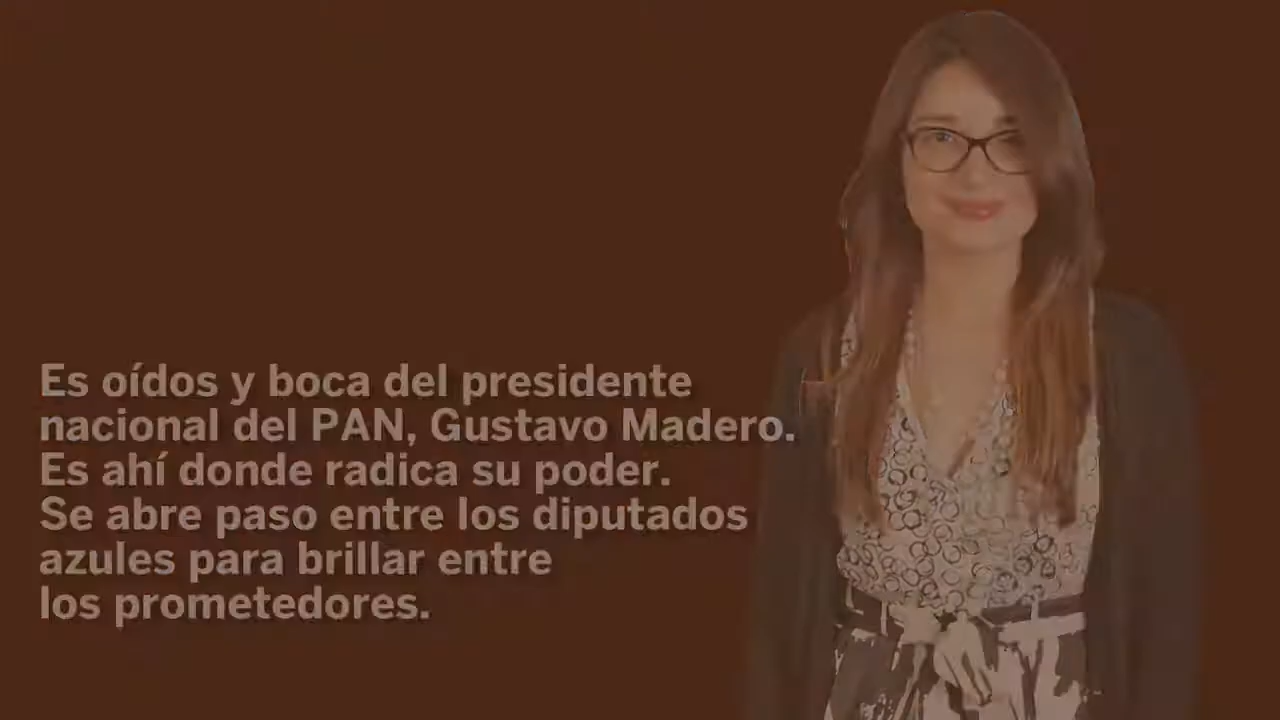 Es oídos y boca del presidente
nacional del PAN, Gustavo Madero.
Es ahí donde radica su poder.
Se abre paso entre los diputados
azules para brillar entre
los prometedores.